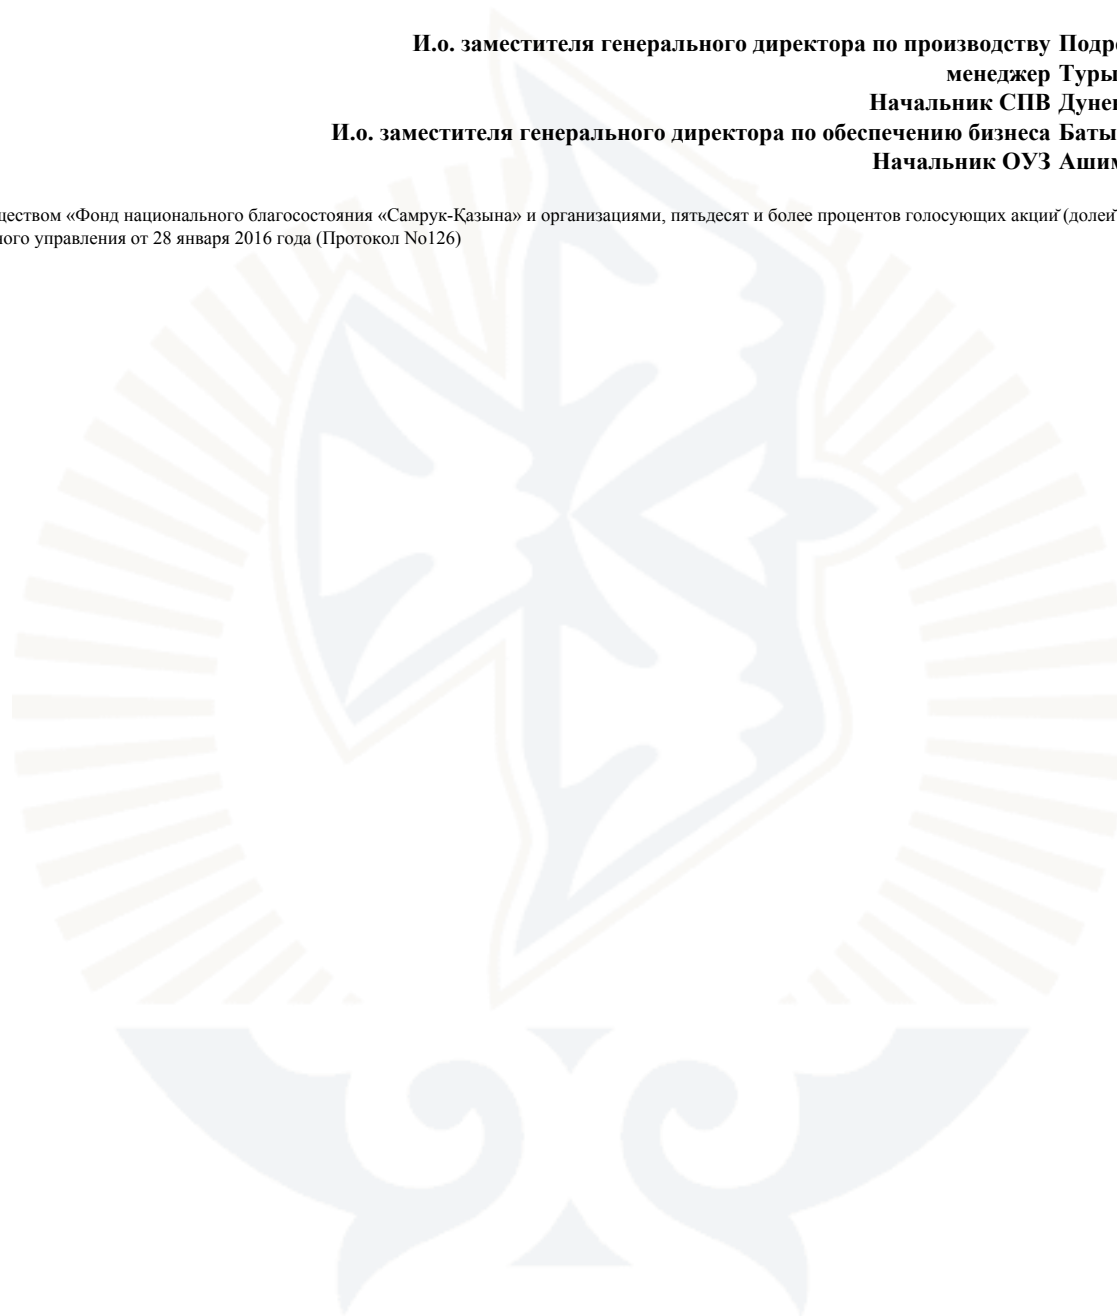 И.о. заместителя генерального директора по производству Подр
менеджер Туры
Начальник СПВ Дуне
И.о. заместителя генерального директора по обеспечению бизнеса Баты
Начальник ОУЗ Аши
ществом «Фонд национального благосостояния «Самрук-Қазына» и организациями, пятьдесят и более процентов голосующих акций (долей
ного управления от 28 января 2016 года (Протокол No126)